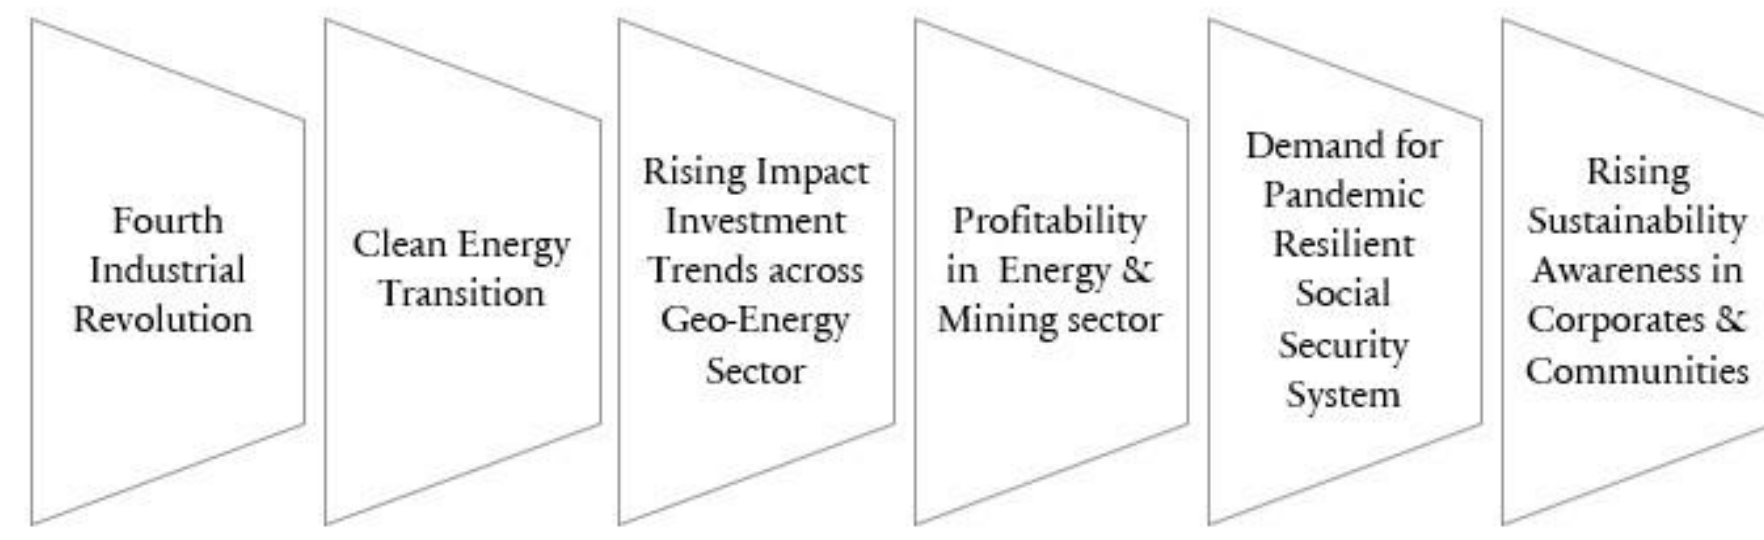 Fourth
Industrial
Revolution
Clean Energy
Transition
Rising Impact
Investment
Trends across
Geo-Energy
Sector
Profitability
in Energy &
Mining sector
Demand for
Pandemic
Resilient
Social
Security
System
Rising
Sustainability
Awareness in
Corporates &
Communities